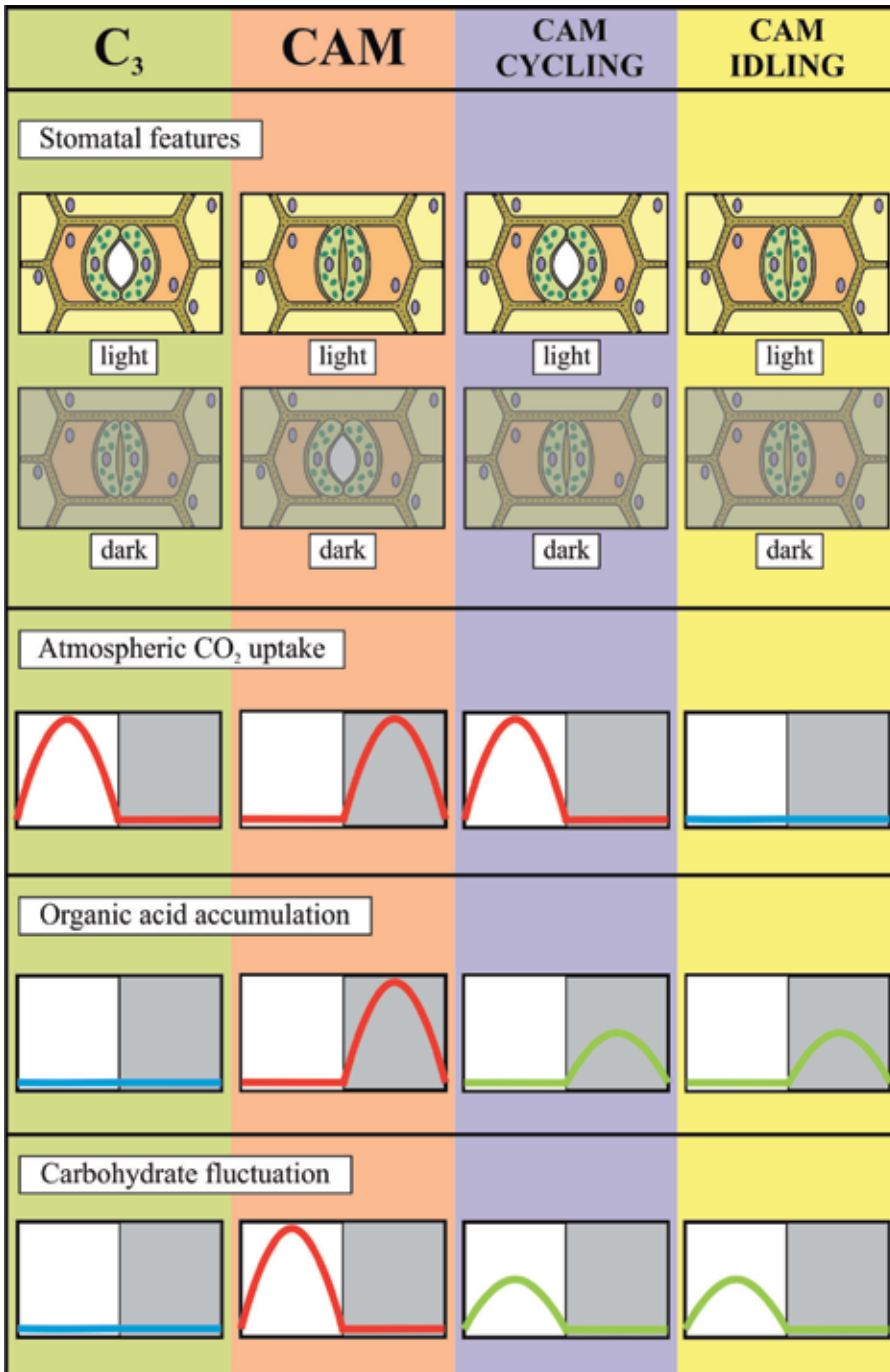 C₃
CAM
CAM
CYCLING
CAM
IDLING
Stomatal features
light
light
light
light
dark
dark
dark
dark
Atmospheric CO₂ uptake
Organic acid accumulation
Carbohydrate fluctuation